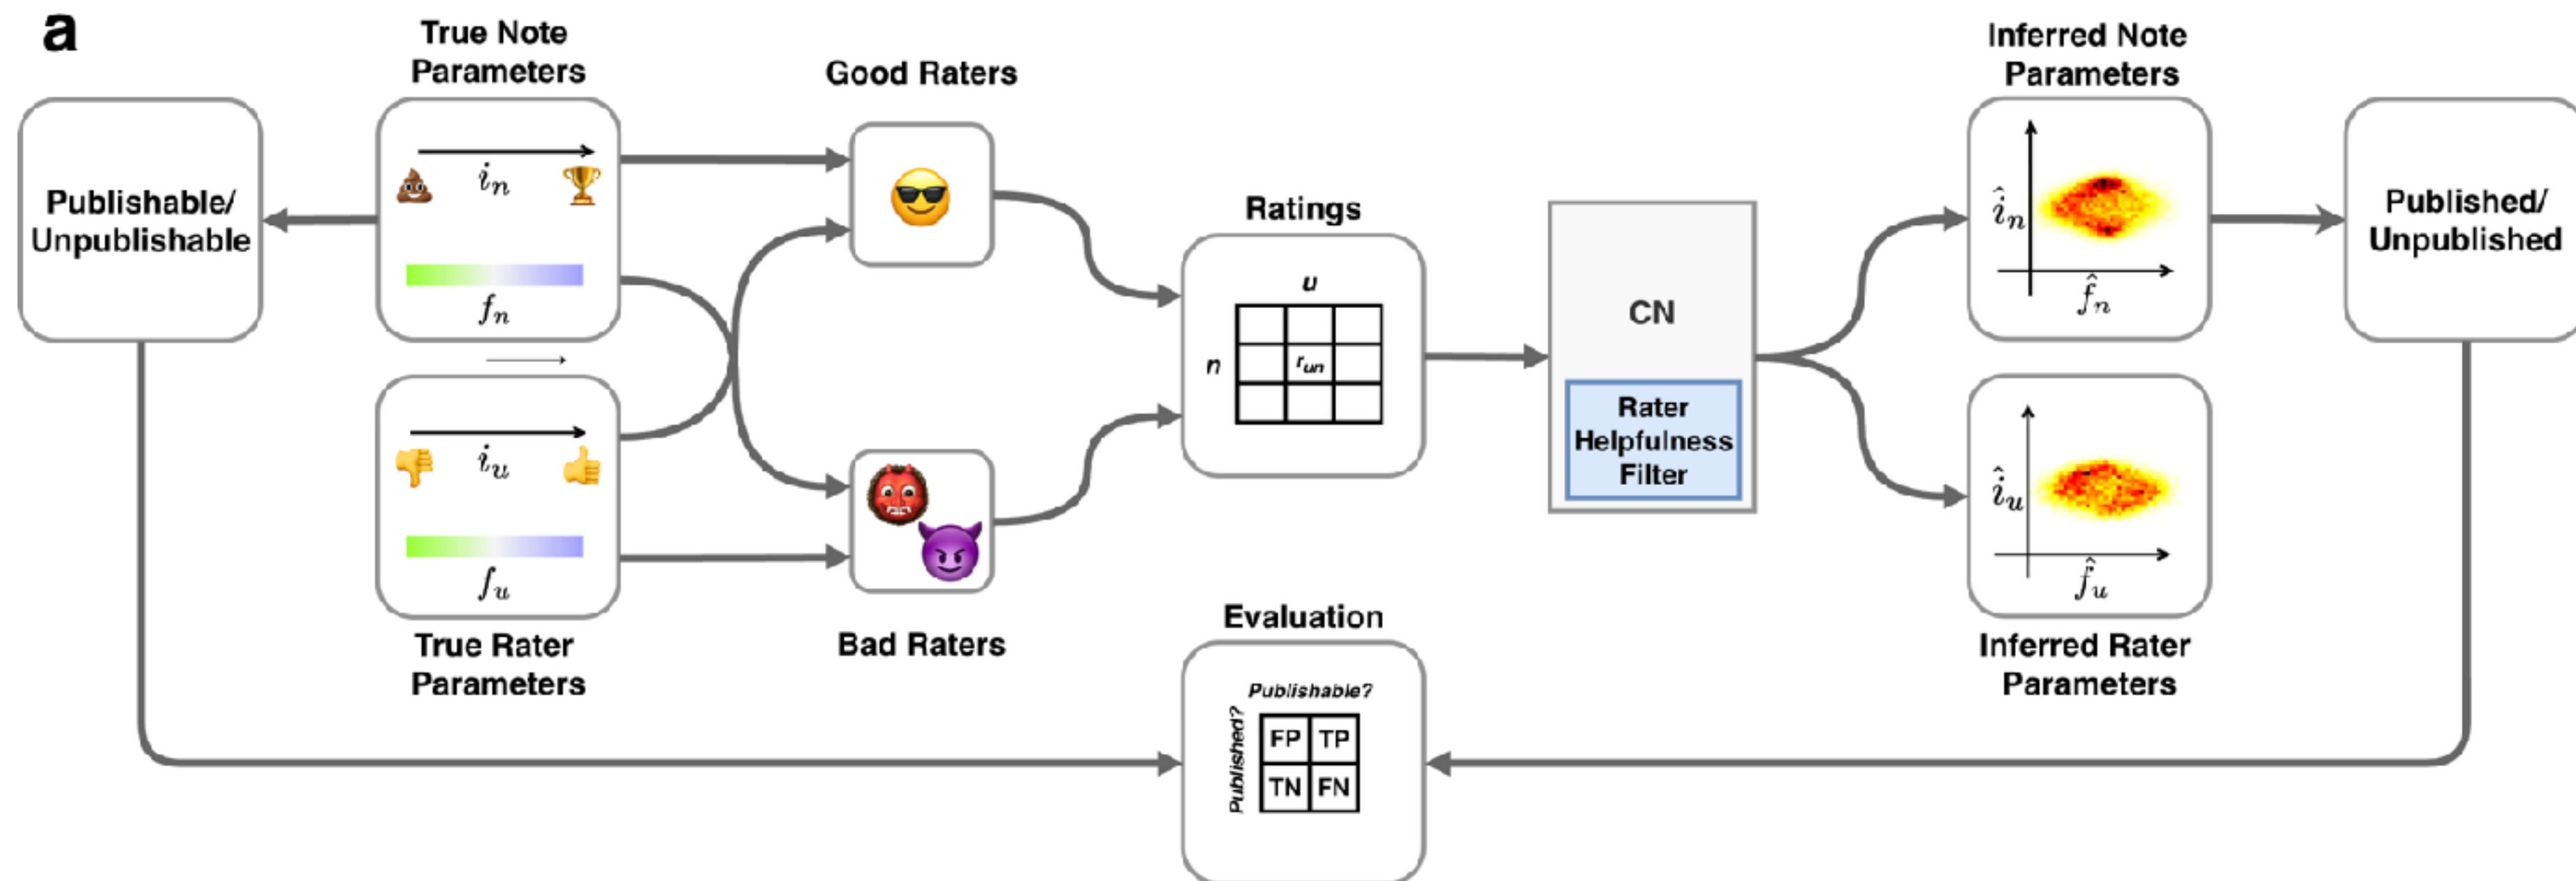 a
True Note
Parameters
Good Raters
Inferred Note
Parameters
Publishable/
Unpublishable
i_n
f_n
Ratings
u
n
r_un
CN
Rater
Helpfulness
Filter
î_n
f̂_n
Published/
Unpublished
i_u
f_u
True Rater
Parameters
Bad Raters
î_u
f̂_u
Inferred Rater
Parameters
Evaluation
Publishable?
Published?
FP TP
TN FN